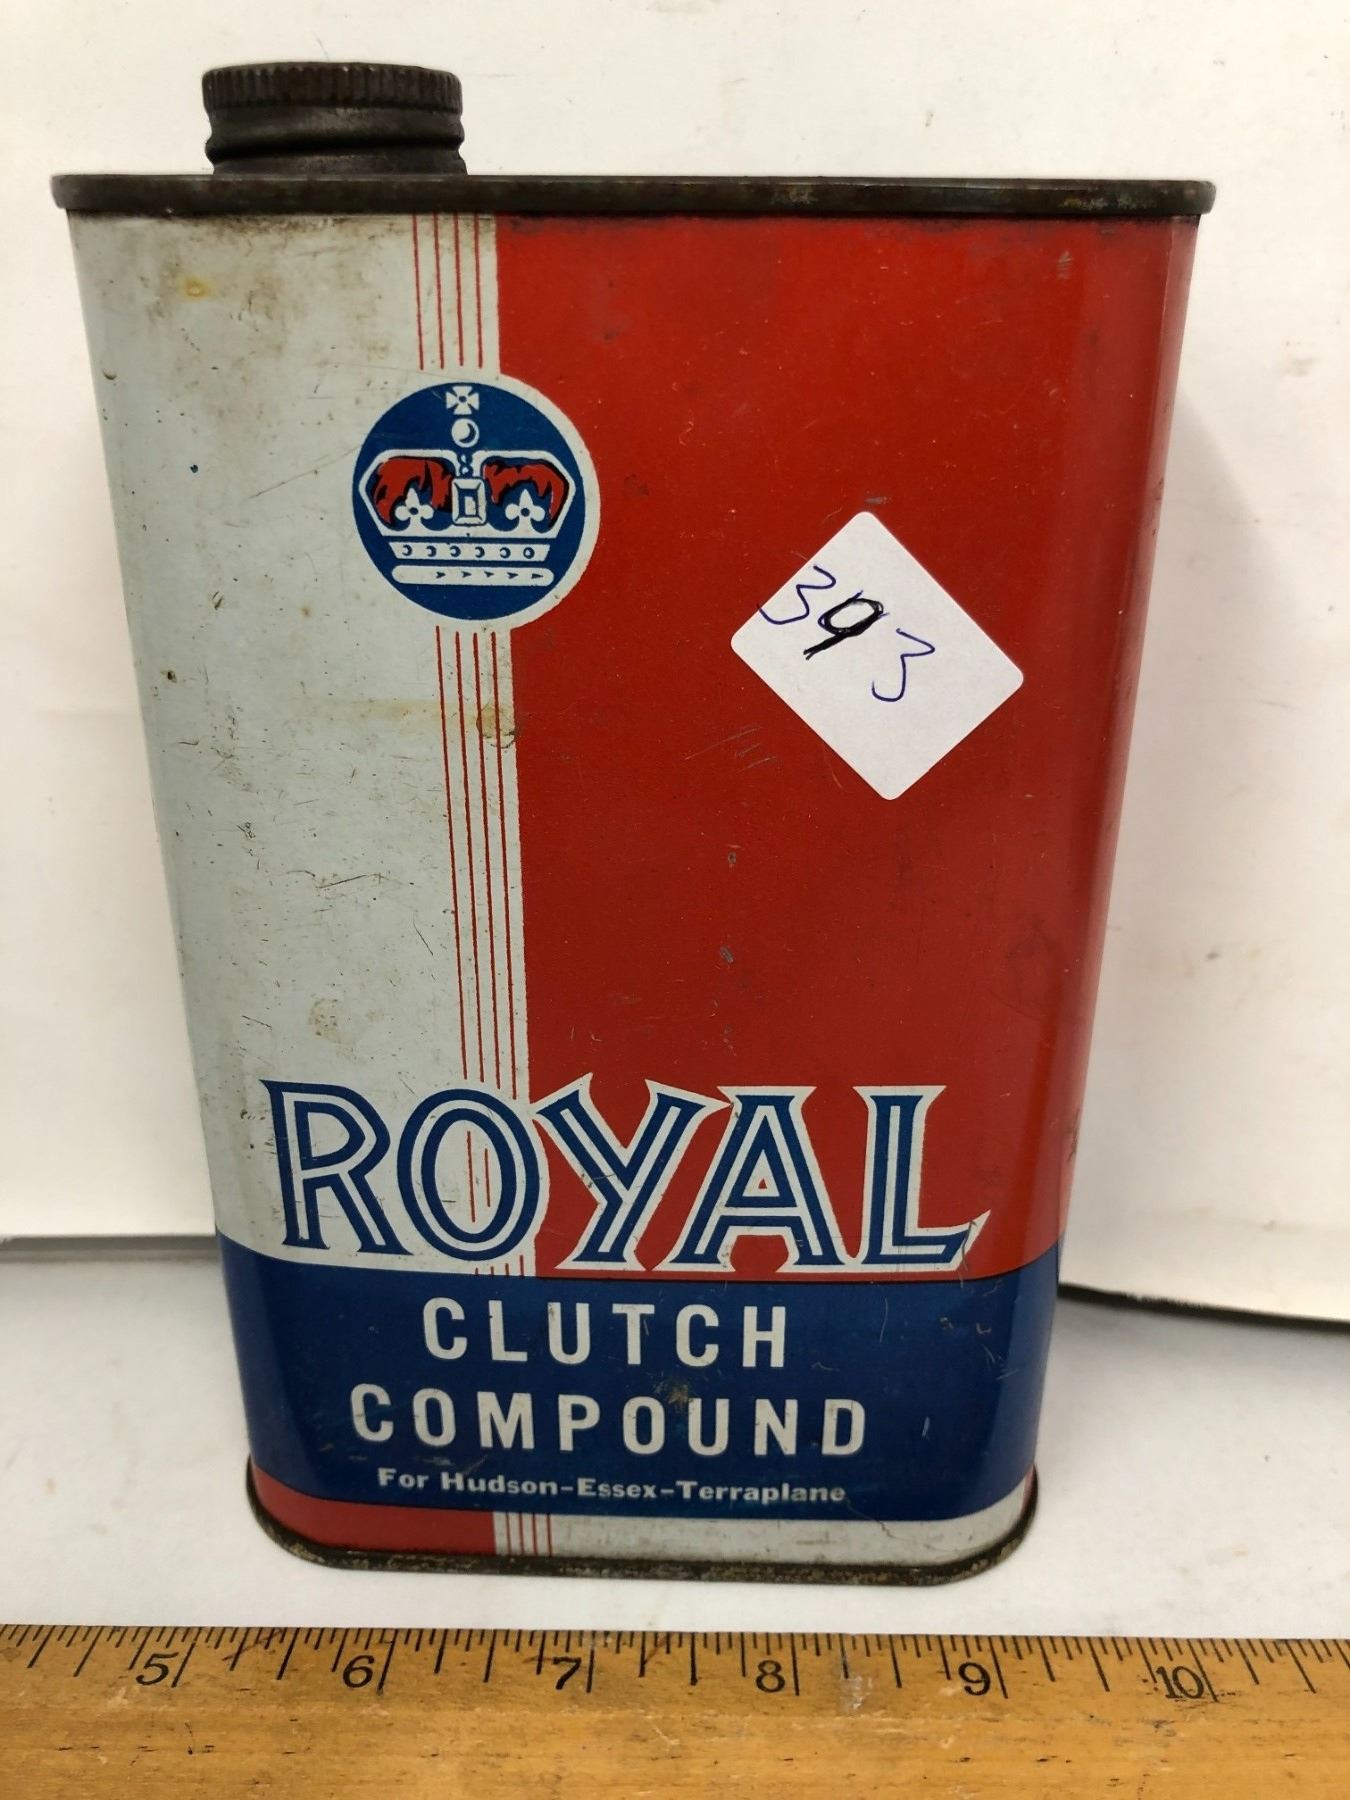 393
ROYAL
CLUTCH
COMPOUND
For Hudson-Essex-Terraplane
5 6 7 8 9 10